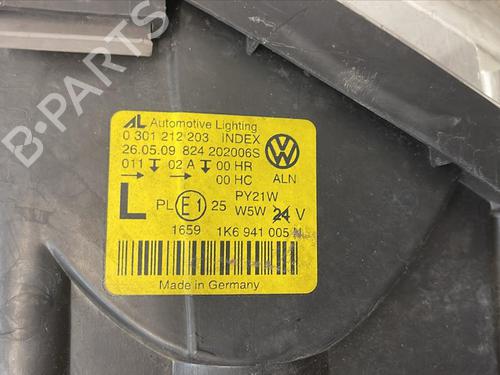 AL Automotive Lighting
0 301 212 203 INDEX
26.05.09 824 202006S
011 02 A 00 HR
00 HC
ALN
L PL E1 25 PY21W
W5W 24 V
1659 1K6 941 005 N
Made in Germany
B-PARTS